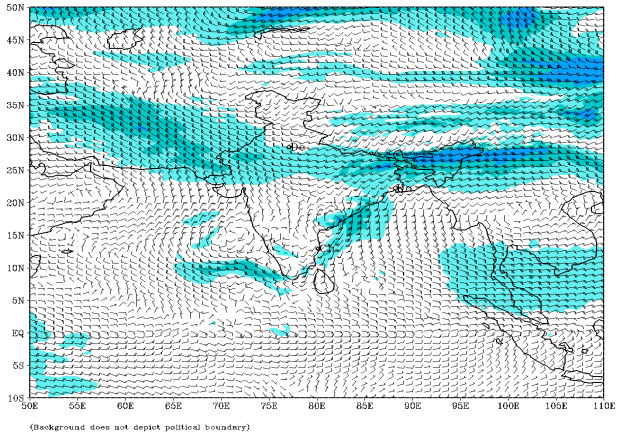 50N
45N
40N
35N
30N
25N
20N
15N
10N
5N
EQ
5S
10S
50E 55E 60E 65E 70E 75E 80E 85E 90E 95E 100E 105E 110E
(Background does not depict political boundary)